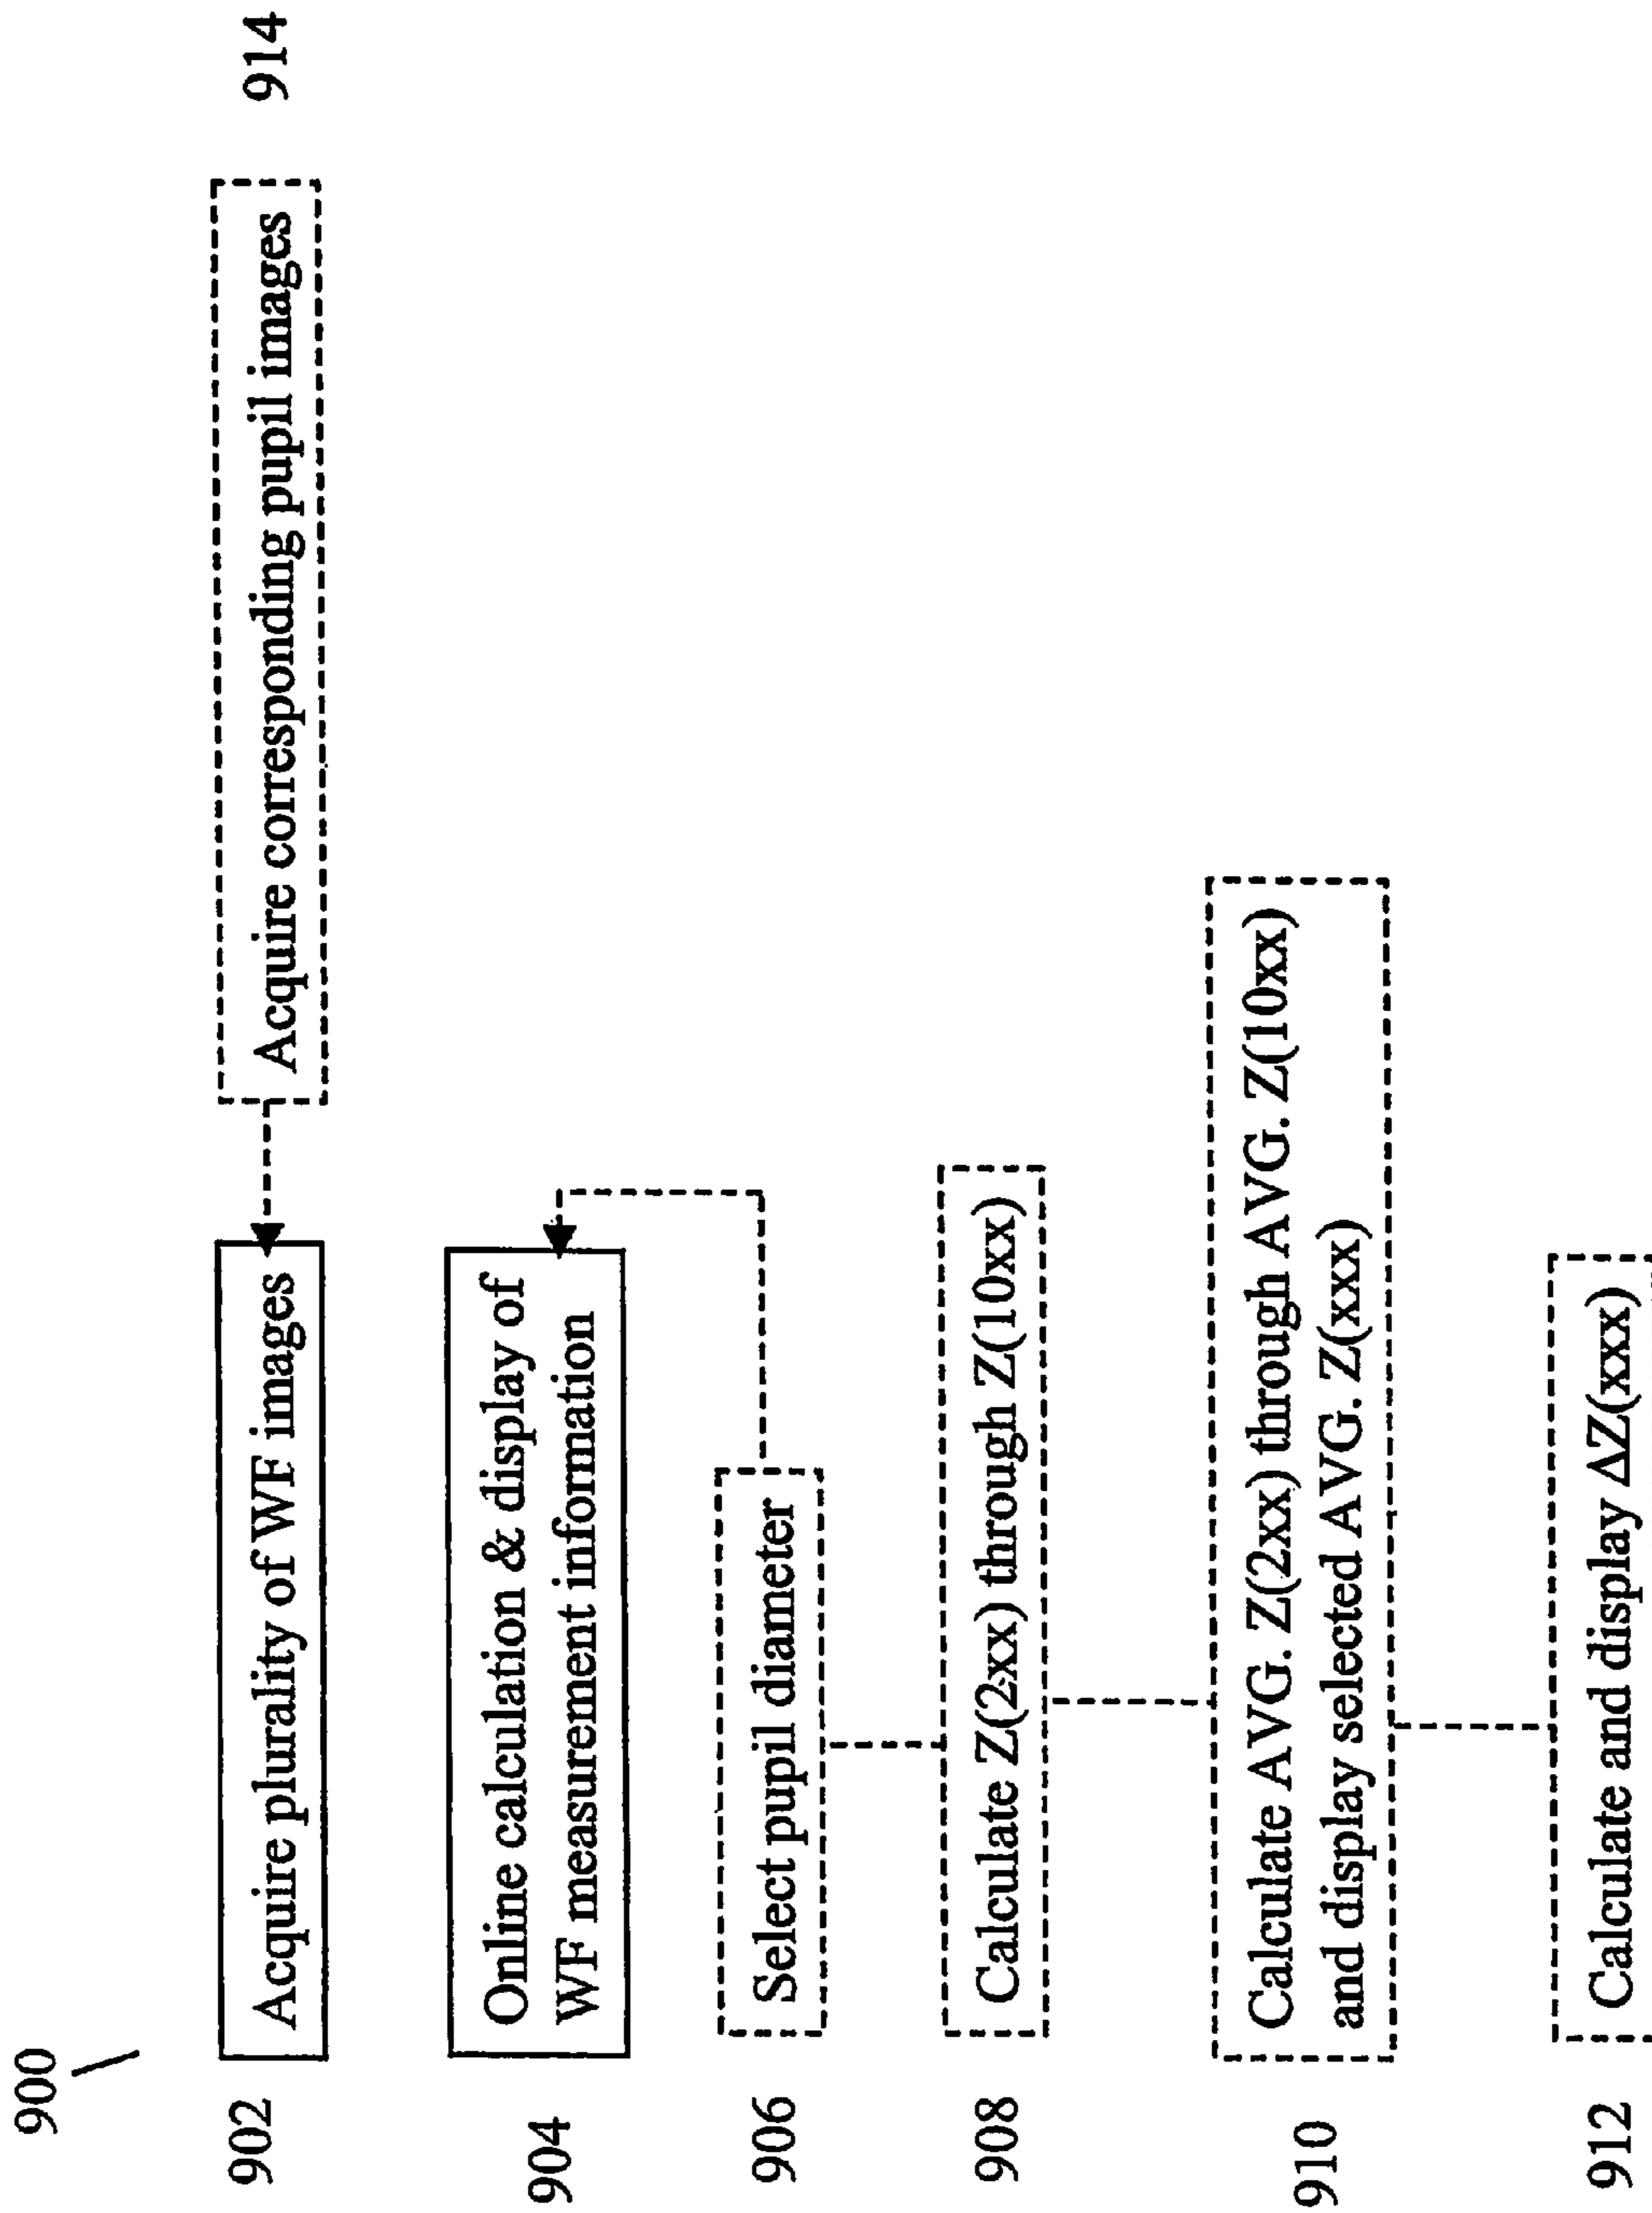 900
902
Acquire plurality of WF images
Acquire corresponding pupil images
914
904
Online calculation & display of
WF measurement information
906
Select pupil diameter
908
Calculate Z(2xx) through Z(10xx)
910
Calculate AVG. Z(2xx) through AVG. Z(10xx)
and display selected AVG. Z(xxx)
912
Calculate and display ΔZ(xxx)